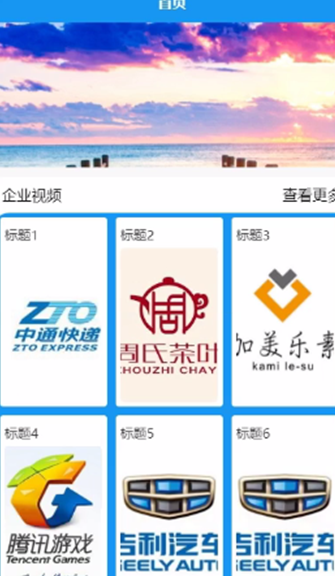 首页
企业视频
查看更多
标题1
标题2
标题3
ZTO
中通快递
ZTO EXPRESS
周
周氏茶叶
CHOUZHI CHAY
加美乐素
kami le-su
标题4
标题5
标题6
腾讯游戏
Tencent Games
吉利汽车
GEELY AUTO
吉利汽车
GEELY AUTO